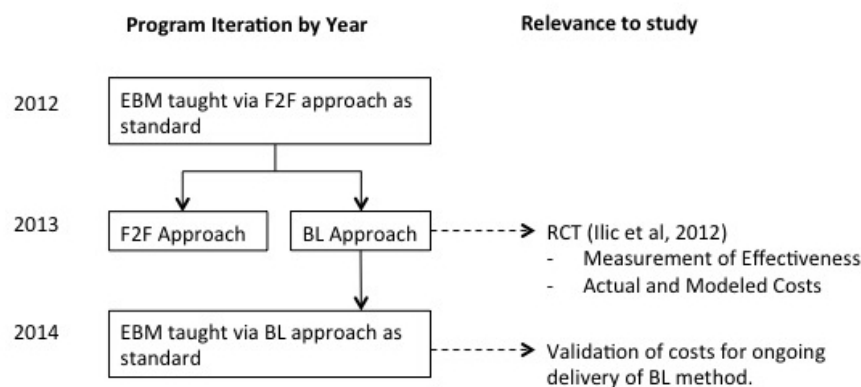 Program Iteration by Year
Relevance to study
2012
EBM taught via F2F approach as
standard
2013
F2F Approach
BL Approach
RCT (Ilic et al, 2012)
- Measurement of Effectiveness
- Actual and Modeled Costs
2014
EBM taught via BL approach as
standard
Validation of costs for ongoing
delivery of BL method.